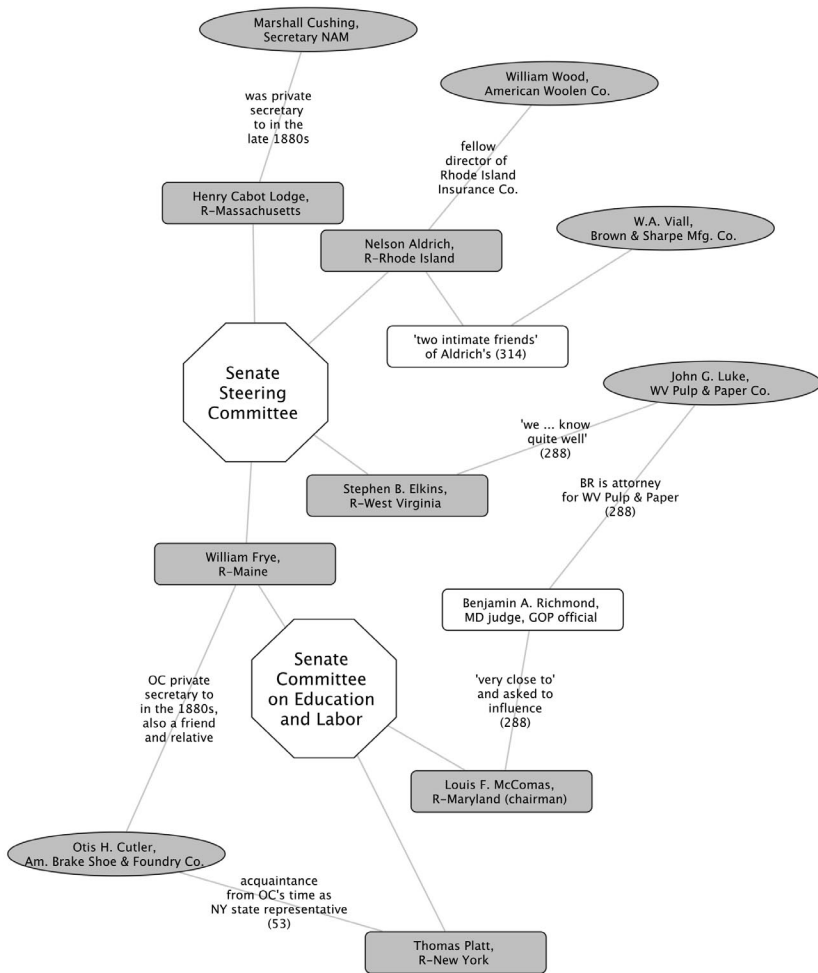 Marshall Cushing,
Secretary NAM
William Wood,
American Woolen Co.
was private
secretary
to in the
late 1880s
fellow
director of
Rhode Island
Insurance Co.
Henry Cabot Lodge,
R-Massachusetts
W.A. Viall,
Brown & Sharpe Mfg. Co.
Nelson Aldrich,
R-Rhode Island
'two intimate friends'
of Aldrich's (314)
Senate
Steering
Committee
John G. Luke,
WV Pulp & Paper Co.
'we ... know
quite well'
(288)
Stephen B. Elkins,
R-West Virginia
BR is attorney
for WV Pulp & Paper
(288)
William Frye,
R-Maine
Benjamin A. Richmond,
MD judge, GOP official
Senate
Committee
on Education
and Labor
OC private
secretary to
in the 1880s,
also a friend
and relative
'very close to'
and asked to
influence
(288)
Louis F. McComas,
R-Maryland (chairman)
Otis H. Cutler,
Am. Brake Shoe & Foundry Co.
acquaintance
from OC's time as
NY state representative
(53)
Thomas Platt,
R-New York